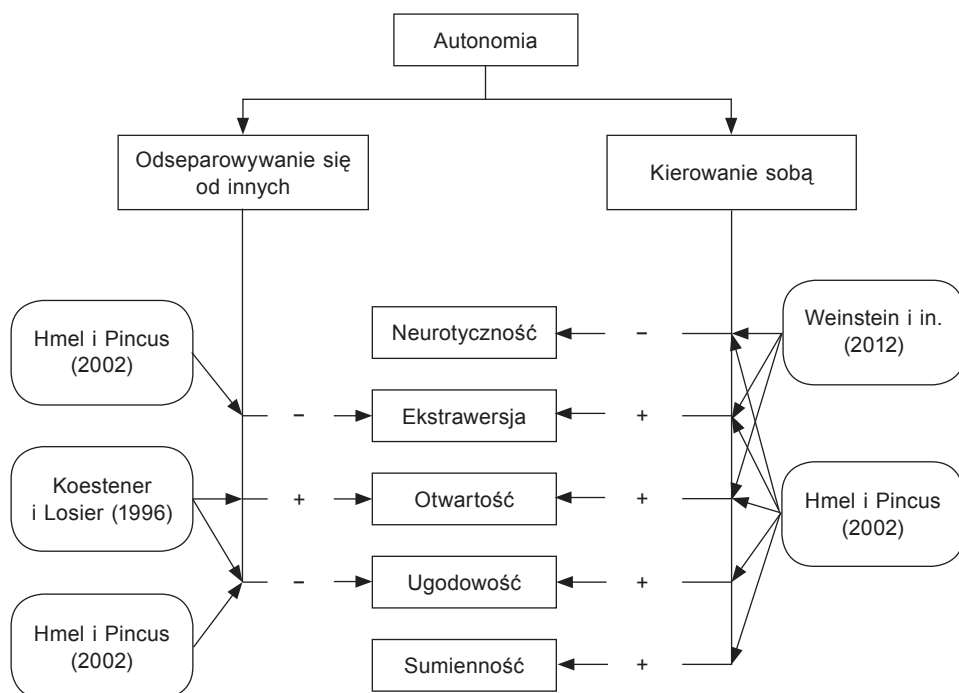 Autonomia
Odseparowywanie się
od innych
Kierowanie sobą
Hmel i Pincus
(2002)
Neurotyczność
–
Weinstein i in.
(2012)
–
Ekstrawersja
+
Koestener
i Losier (1996)
+
Otwartość
+
Hmel i Pincus
(2002)
–
Ugodowość
+
Hmel i Pincus
(2002)
Sumienność
+